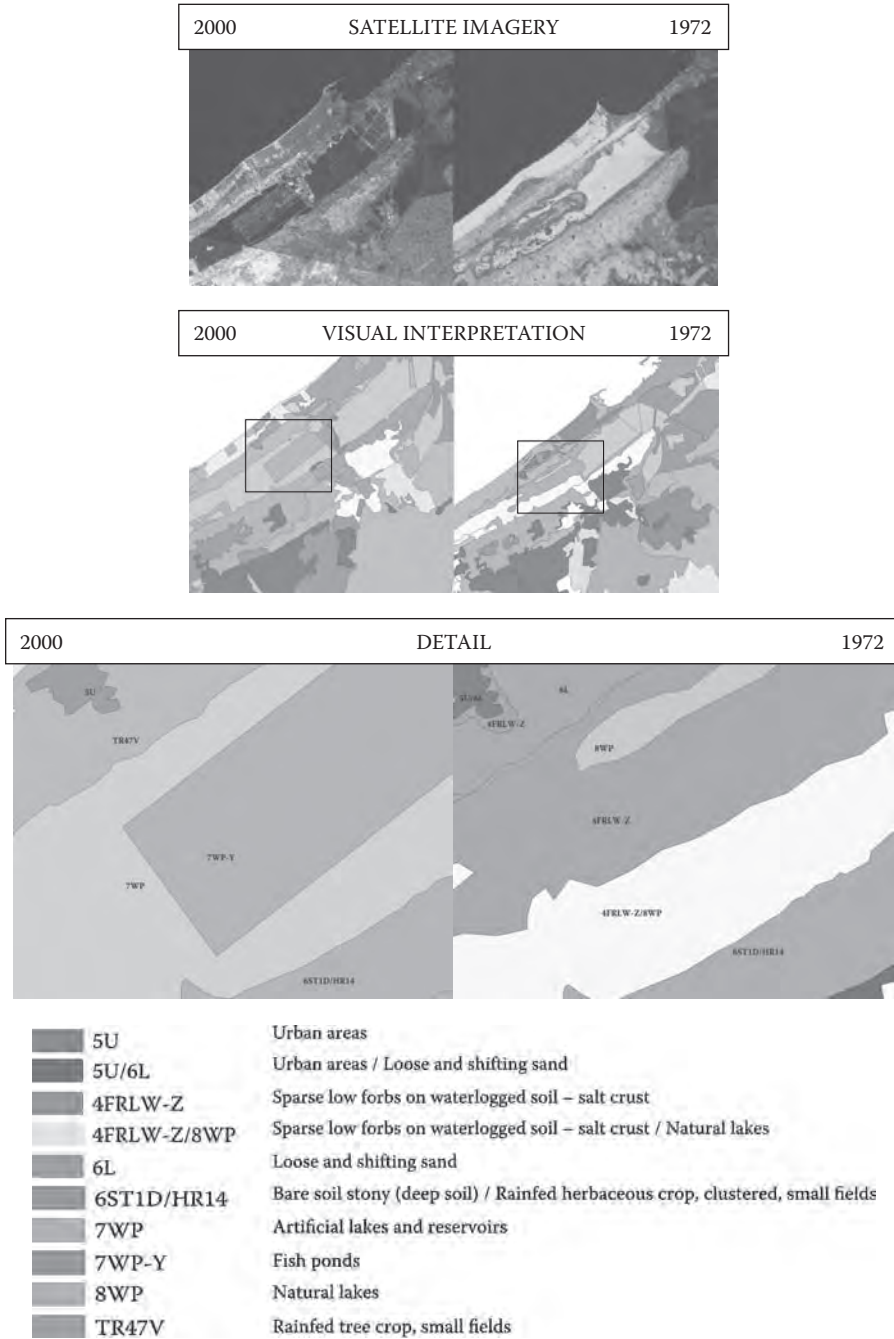 2000 SATELLITE IMAGERY 1972
2000 VISUAL INTERPRETATION 1972
2000 DETAIL 1972
5U
TR47V
7WP-Y
7WP
6ST1D/HR14
5U/6L
6L
4FRLW-Z
8WP
4FRLW-Z
4FRLW-Z/8WP
6ST1D/HR14
5U Urban areas
5U/6L Urban areas / Loose and shifting sand
4FRLW-Z Sparse low forbs on waterlogged soil – salt crust
4FRLW-Z/8WP Sparse low forbs on waterlogged soil – salt crust / Natural lakes
6L Loose and shifting sand
6ST1D/HR14 Bare soil stony (deep soil) / Rainfed herbaceous crop, clustered, small fields
7WP Artificial lakes and reservoirs
7WP-Y Fish ponds
8WP Natural lakes
TR47V Rainfed tree crop, small fields